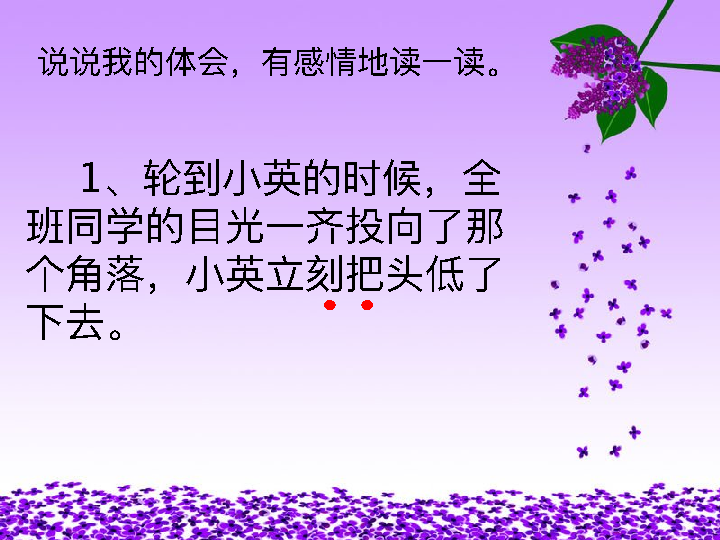 说说我的体会，有感情地读一读。
1、轮到小英的时候，全
班同学的目光一齐投向了那
个角落，小英立刻把头低了
下去。